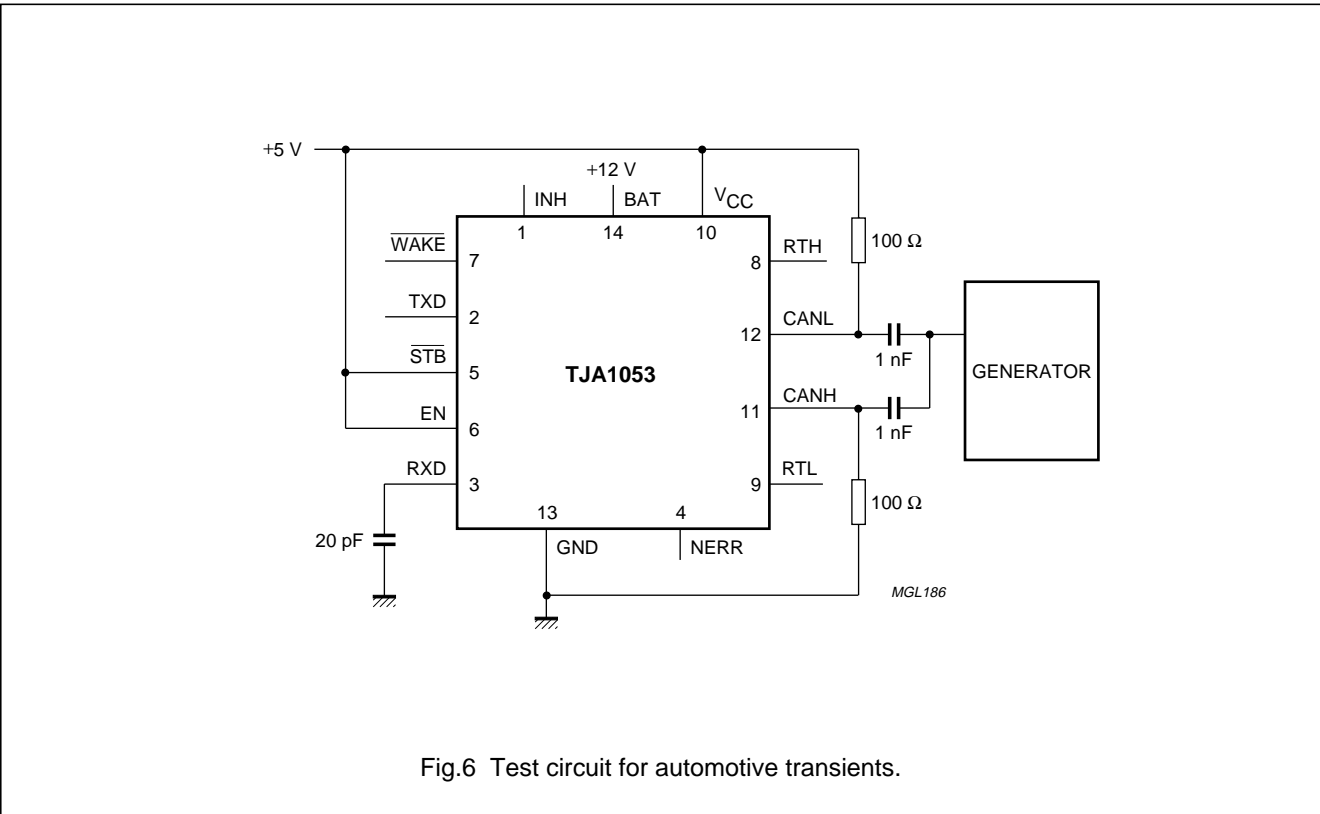 +5 V
+12 V
INH
BAT
VCC
1
14
10
WAKE
7
8
RTH
100 Ω
TXD
2
12
CANL
1 nF
STB
5
TJA1053
GENERATOR
EN
6
11
CANH
1 nF
RXD
3
9
RTL
100 Ω
13
4
20 pF
GND
NERR
MGL186
Fig.6 Test circuit for automotive transients.